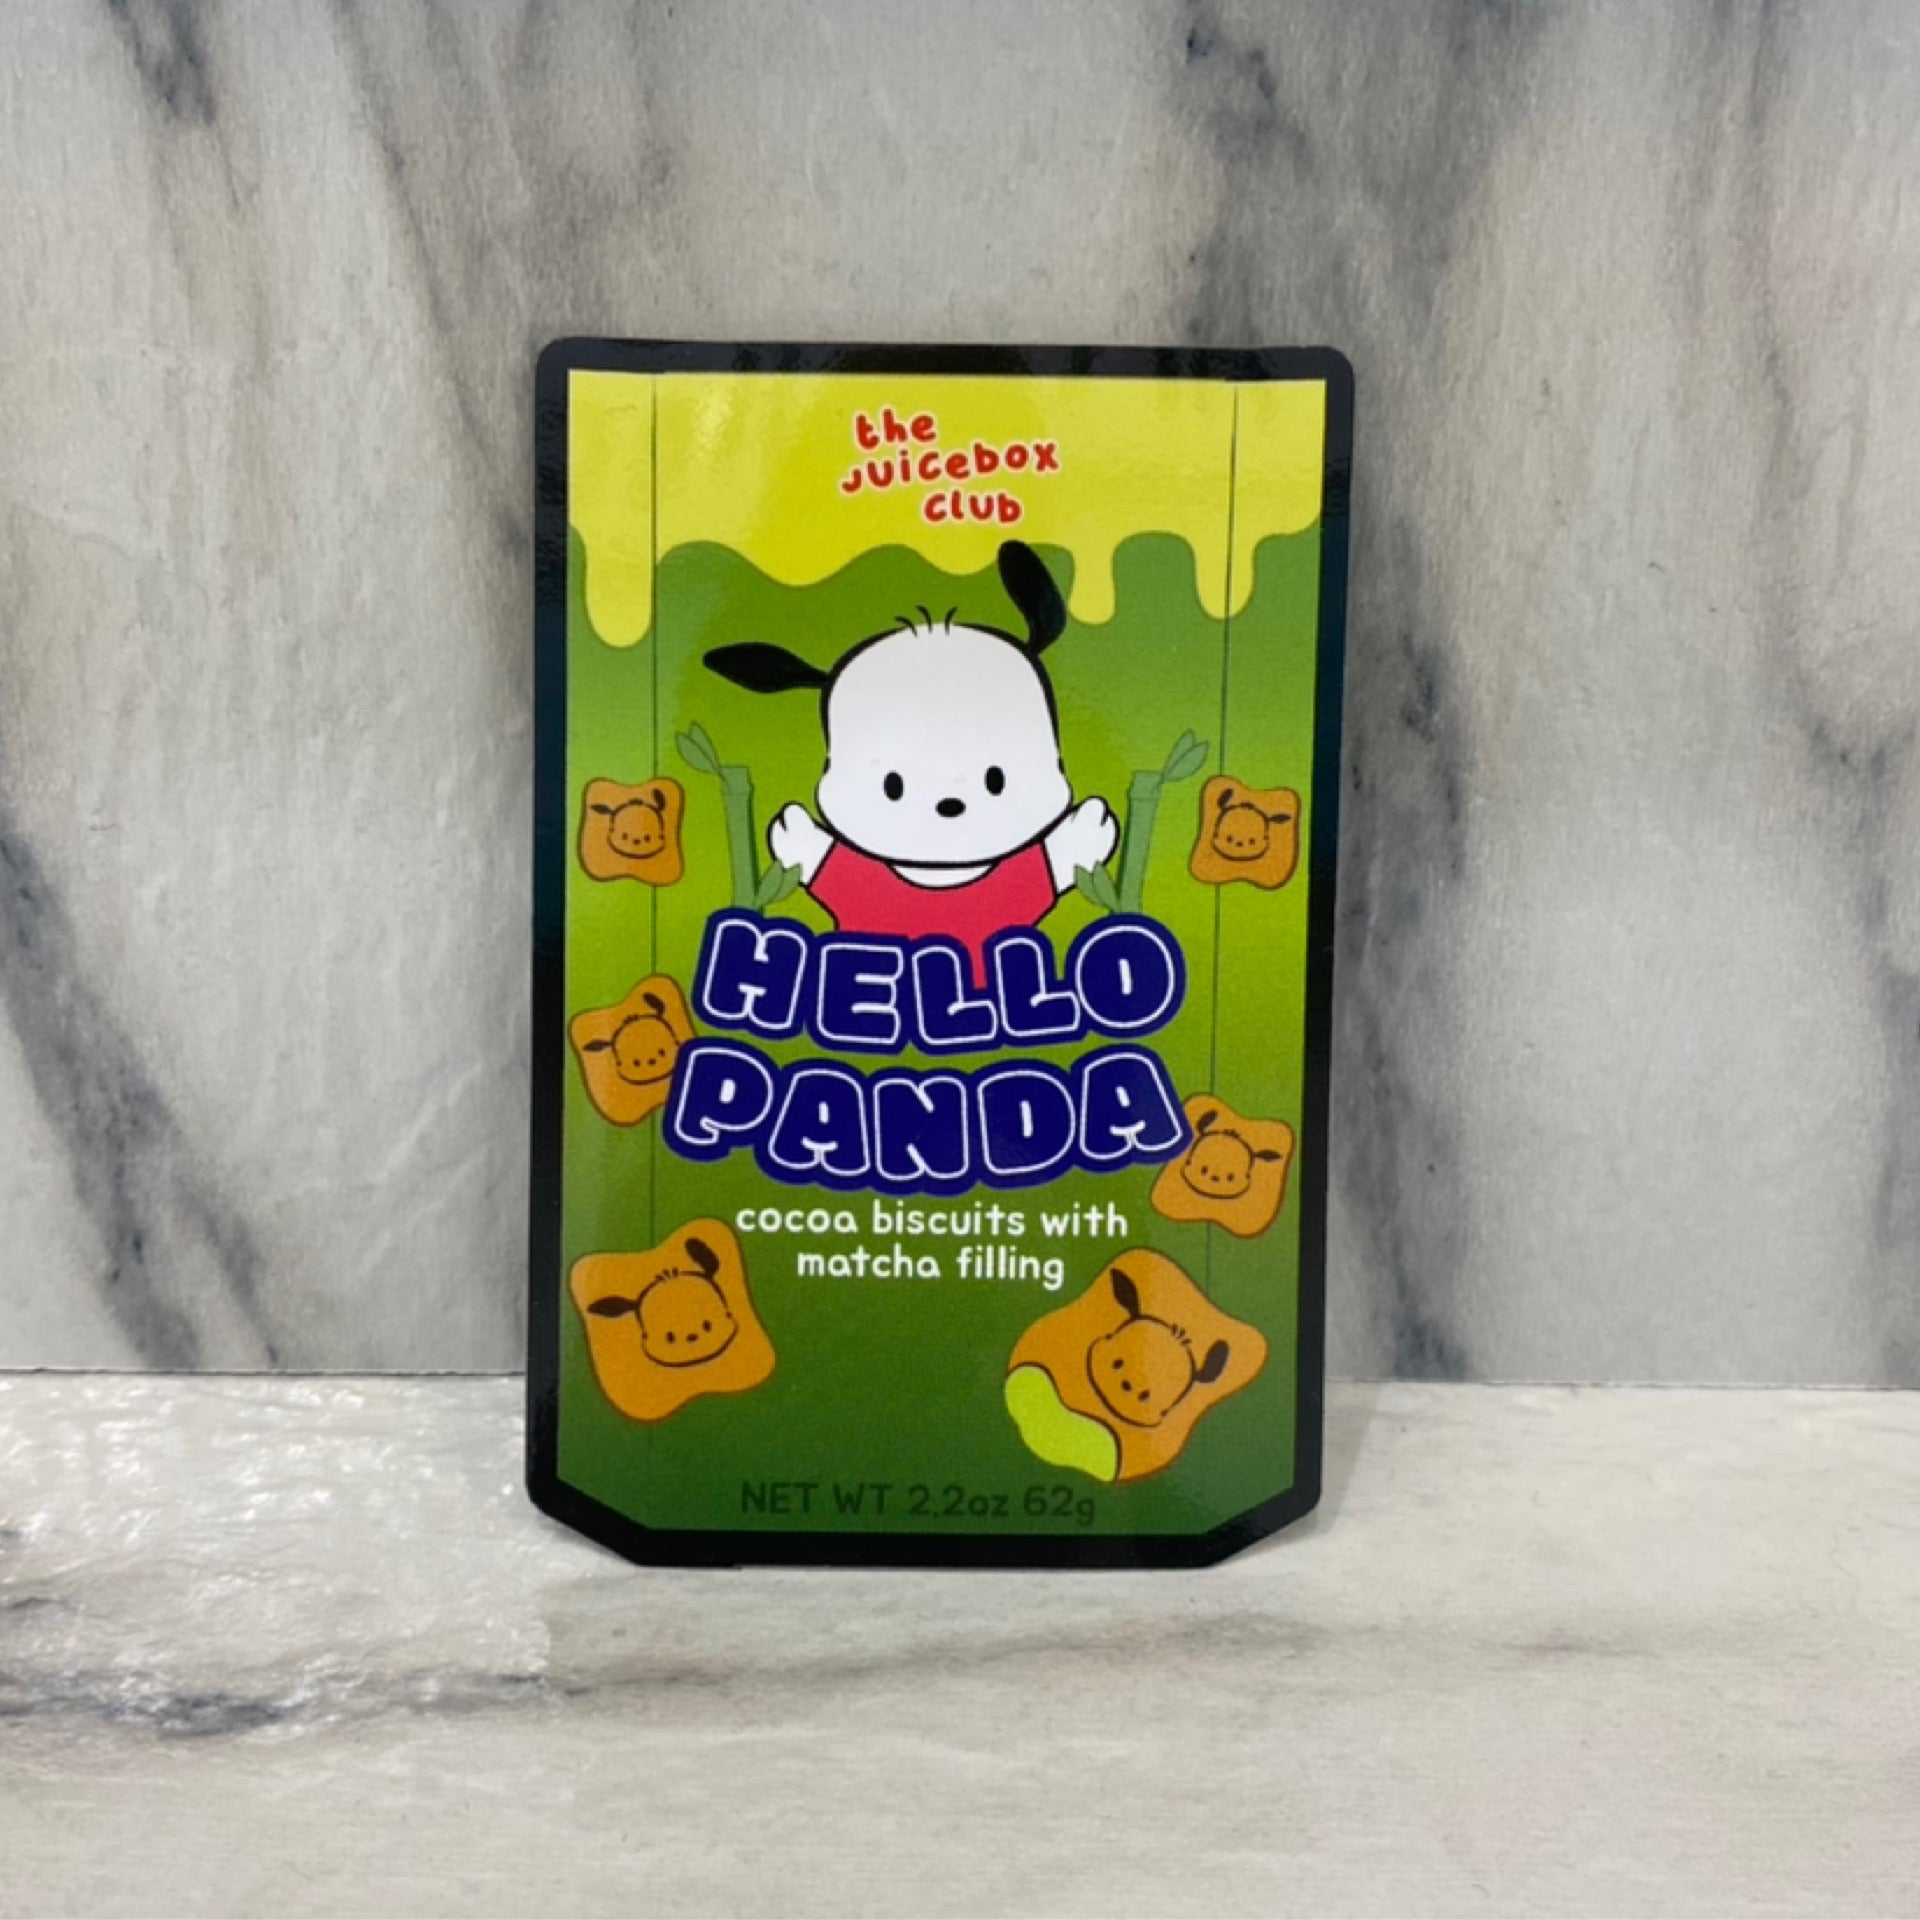 the
juicebox
club
HELLO
PANDA
cocoa biscuits with
matcha filling
NET WT 2.2oz 62g